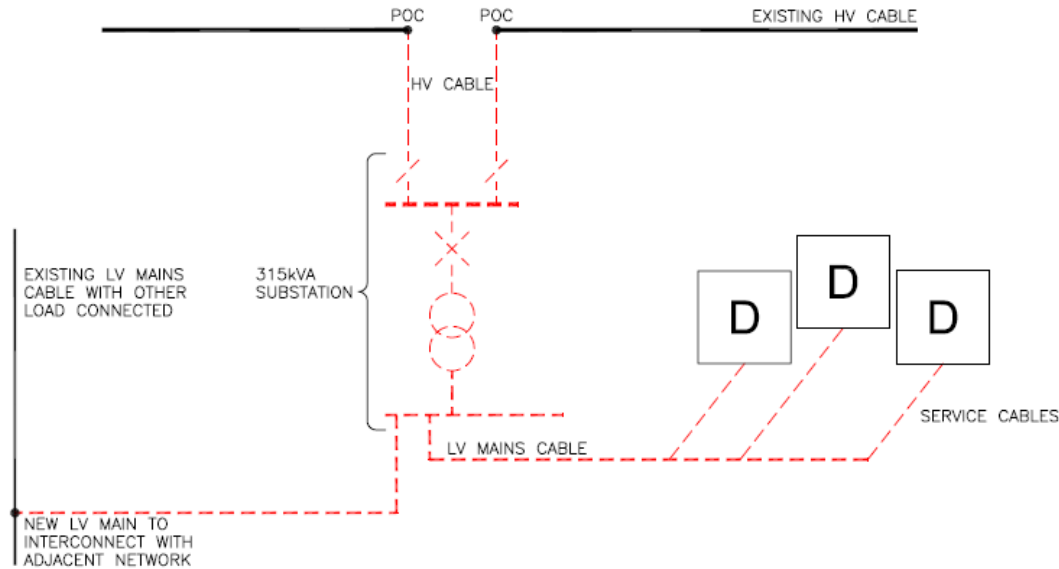 POC
POC
EXISTING HV CABLE
HV CABLE
EXISTING LV MAINS
CABLE WITH OTHER
LOAD CONNECTED
315kVA
SUBSTATION
D
D
D
SERVICE CABLES
LV MAINS CABLE
NEW LV MAIN TO
INTERCONNECT WITH
ADJACENT NETWORK